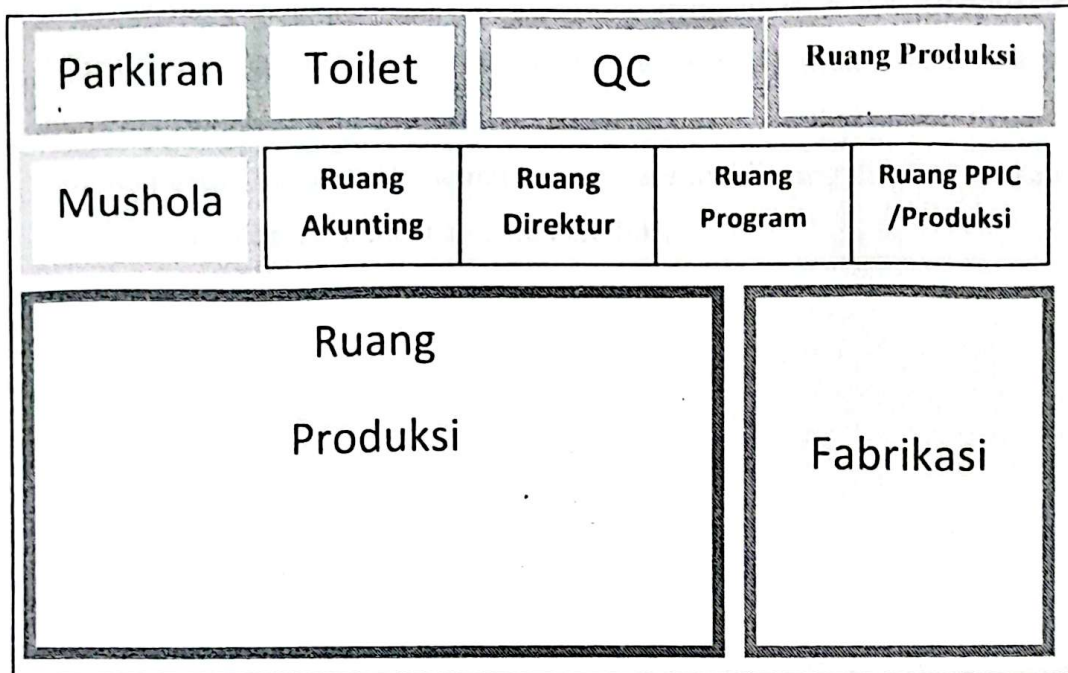 Parkiran
Toilet
QC
Ruang Produksi
Mushola
Ruang
Akunting
Ruang
Direktur
Ruang
Program
Ruang PPIC
/Produksi
Ruang
Produksi
Fabrikasi